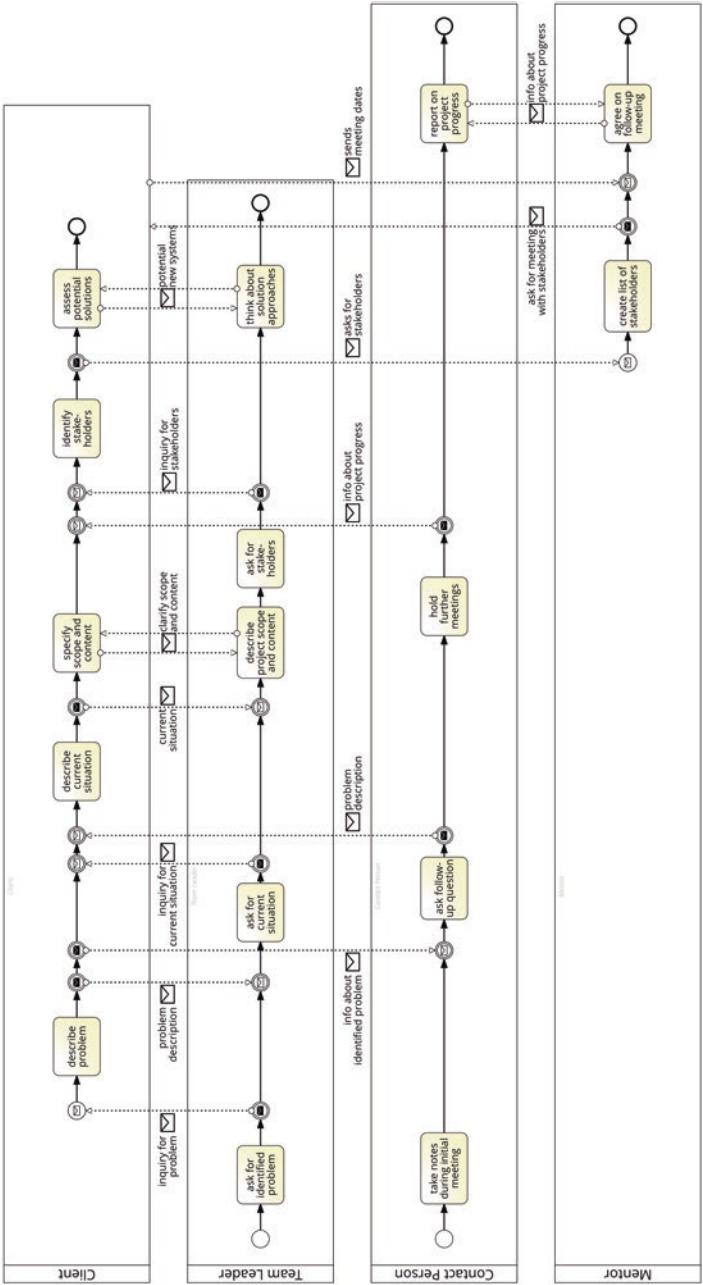 Client
describe
problem
describe
current
situation
specify
scope and
content
identify
stake-
holders
assess
potential
solutions
inquiry for
problem
problem
description
inquiry for
current situation
current
situation
clarify scope
and content
inquiry for
stakeholders
potential
new systems
Team Leader
ask for
identified
problem
ask for
current
situation
describe
project scope
and content
ask for
stake-
holders
think about
solution
approaches
info about
identified problem
problem
description
info about
project progress
asks for
stakeholders
sends
meeting dates
Contact Person
take notes
during initial
meeting
ask follow-
up question
hold
further
meetings
report on
project
progress
ask for meeting
with stakeholders
info about
project progress
Mentor
create list of
stakeholders
agree on
follow-up
meeting